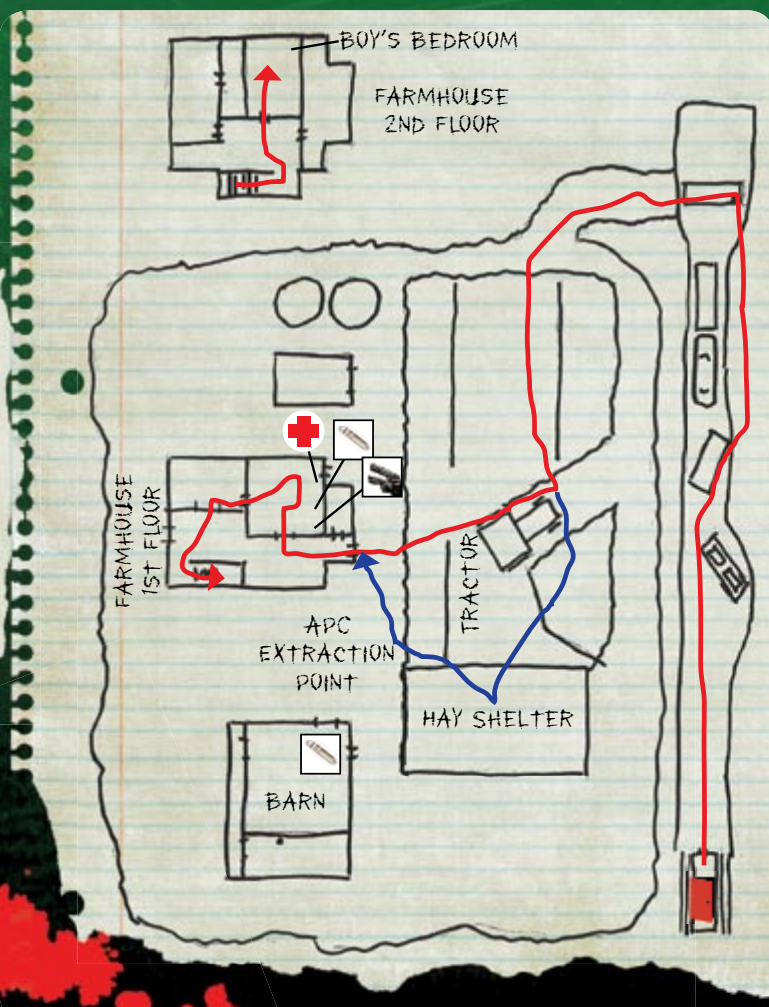 BOY'S BEDROOM
FARMHOUSE
2ND FLOOR
FARMHOUSE
1ST FLOOR
TRACTOR
APC
EXTRACTION
POINT
HAY SHELTER
BARN